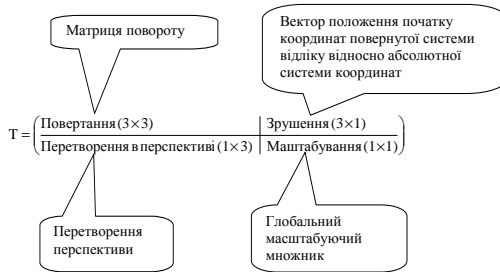 Матриця повороту
Вектор положення початку
координат повернутої системи
відліку відносно абсолютної
системи координат
T = (Повертання (3×3) | Зрушення (3×1)
Перетворення в перспективі (1×3) | Маштабування (1×1))
Перетворення
перспективи
Глобальний
масштабуючий
множник